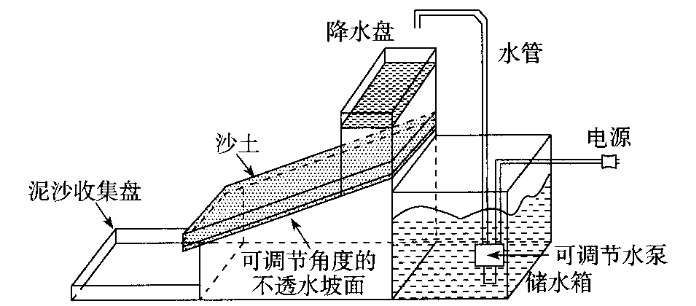 降水盘
水管
电源
沙土
泥沙收集盘
可调节角度的
不透水坡面
可调节水泵
储水箱